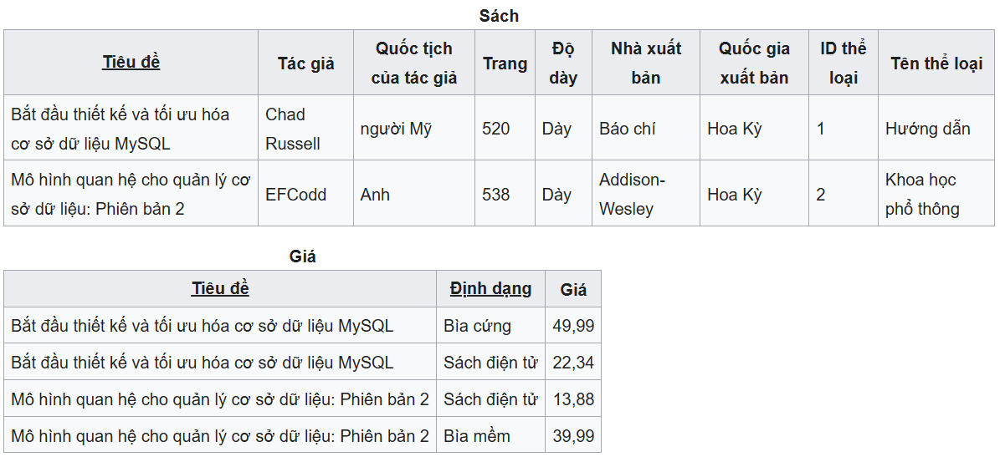 Sách
Tiêu đề Tác giả Quốc tịch của tác giả Trang Độ dày Nhà xuất bản Quốc gia xuất bản ID thể loại Tên thể loại
Bắt đầu thiết kế và tối ưu hóa cơ sở dữ liệu MySQL Chad Russell người Mỹ 520 Dày Báo chí Hoa Kỳ 1 Hướng dẫn
Mô hình quan hệ cho quản lý cơ sở dữ liệu: Phiên bản 2 EFCodd Anh 538 Dày Addison-Wesley Hoa Kỳ 2 Khoa học phổ thông
Giá
Tiêu đề Định dạng Giá
Bắt đầu thiết kế và tối ưu hóa cơ sở dữ liệu MySQL Bìa cứng 49,99
Bắt đầu thiết kế và tối ưu hóa cơ sở dữ liệu MySQL Sách điện tử 22,34
Mô hình quan hệ cho quản lý cơ sở dữ liệu: Phiên bản 2 Sách điện tử 13,88
Mô hình quan hệ cho quản lý cơ sở dữ liệu: Phiên bản 2 Bìa mềm 39,99